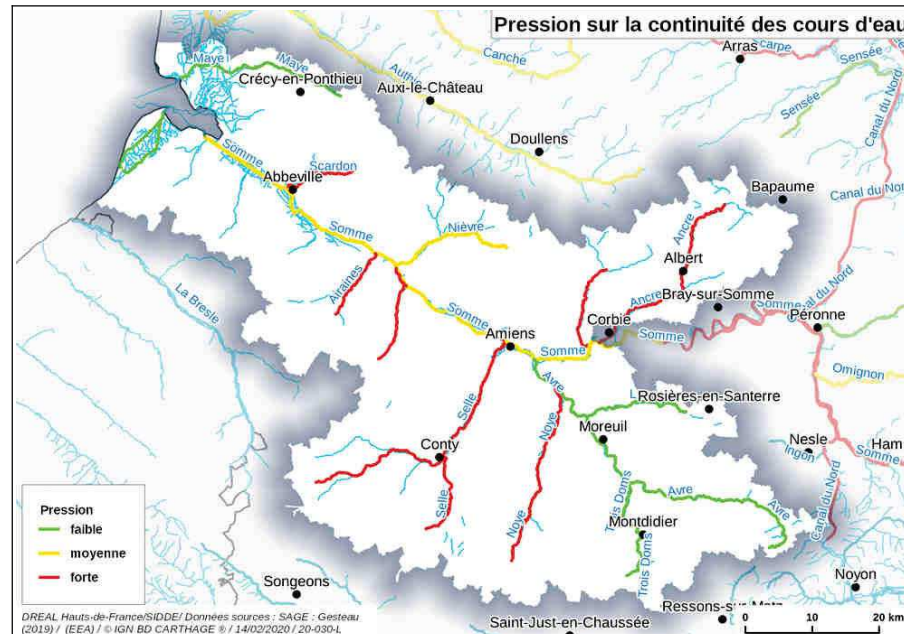 Pression sur la continuité des cours d'eau
Maye
Maye
Crécy-en-Ponthieu
Canche
Authie
Auxi-le-Château
Arras
Scarpe
Sensée
Sensée
Canal du Nord
Doullens
Somme
Scardon
Abbeville
Bapaume
Canal du Nord
Somme
Nièvre
Ancre
Albert
Airaines
La Bresle
Bray-sur-Somme
Ancre
Somme
Canal du Nord
Péronne
Corbie
Somme
Amiens
Somme
Somme
Omignon
Avre
Selle
Rosières-en-Santerre
Noye
Moreuil
Conty
Nesle
Ham
Ingon
Somme
Selle
Avre
Avre
Canal du Nord
Trois Doms
Noye
Montdidier
Trois Doms
Pression
faible
moyenne
forte
Songeons
Noyon
Ressons-sur-Matz
Saint-Just-en-Chaussée
DREAL Hauts-de-France/SIDDE/ Données sources : SAGE : Gesteau
(2019) / (EEA) / © IGN BD CARTHAGE ® / 14/02/2020 / 20-030-L
0 10 20 km